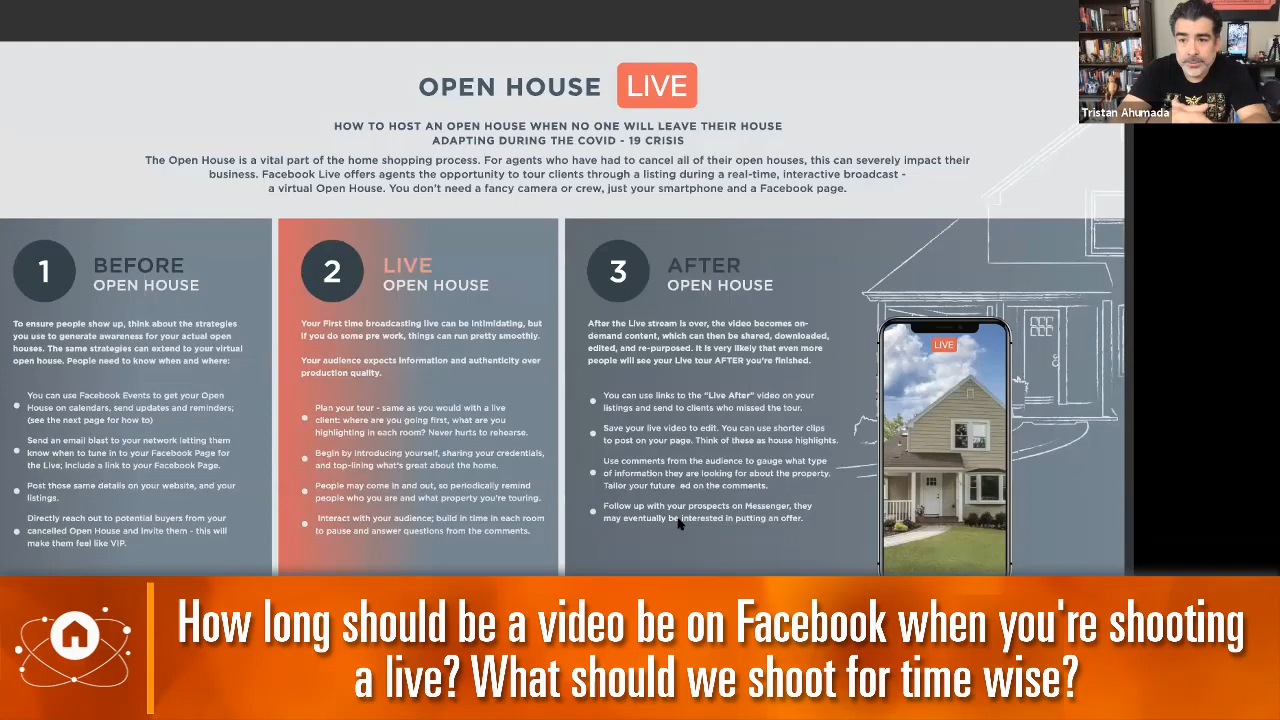 OPEN HOUSE LIVE
HOW TO HOST AN OPEN HOUSE WHEN NO ONE WILL LEAVE THEIR HOUSE
ADAPTING DURING THE COVID - 19 CRISIS
The Open House is a vital part of the home shopping process. For agents who have had to cancel all of their open houses, this can severely impact their
business. Facebook Live offers agents the opportunity to tour clients through a listing during a real-time, interactive broadcast -
a virtual Open House. You don't need a fancy camera or crew, just your smartphone and a Facebook page.
Tristan Ahumada
1
BEFORE
OPEN HOUSE
To ensure people show up, think about the strategies
you use to generate awareness for your actual open
houses. The same strategies can extend to your virtual
open house. People need to know when and where:
You can use Facebook Events to get your Open
House on calendars, send updates and reminders;
(see the next page for how to)
Send an email blast to your network letting them
know when to tune in to your Facebook Page for
the Live; include a link to your Facebook Page.
Post those same details on your website, and your
listings.
Directly reach out to potential buyers from your
cancelled Open House and invite them - this will
make them feel like VIP.
2
LIVE
OPEN HOUSE
Your First time broadcasting live can be intimidating, but
if you do some pre work, things can run pretty smoothly.
Your audience expects information and authenticity over
production quality.
Plan your tour - same as you would with a live
client: where are you going first, what are you
highlighting in each room? Never hurts to rehearse.
Begin by introducing yourself, sharing your credentials,
and top-lining what's great about the home.
People may come in and out, so periodically remind
people who you are and what property you're touring.
Interact with your audience; build in time in each room
to pause and answer questions from the comments.
3
AFTER
OPEN HOUSE
After the Live stream is over, the video becomes on-
demand content, which can then be shared, downloaded,
edited, and re-purposed. It is very likely that even more
people will see your Live tour AFTER you're finished.
You can use links to the "Live After" video on your
listings and send to clients who missed the tour.
Save your live video to edit. You can use shorter clips
to post on your page. Think of these as house highlights.
Use comments from the audience to gauge what type
of information they are looking for about the property.
Tailor your future ed on the comments.
Follow up with your prospects on Messenger, they
may eventually be interested in putting an offer.
LIVE
How long should be a video be on Facebook when you're shooting
a live? What should we shoot for time wise?